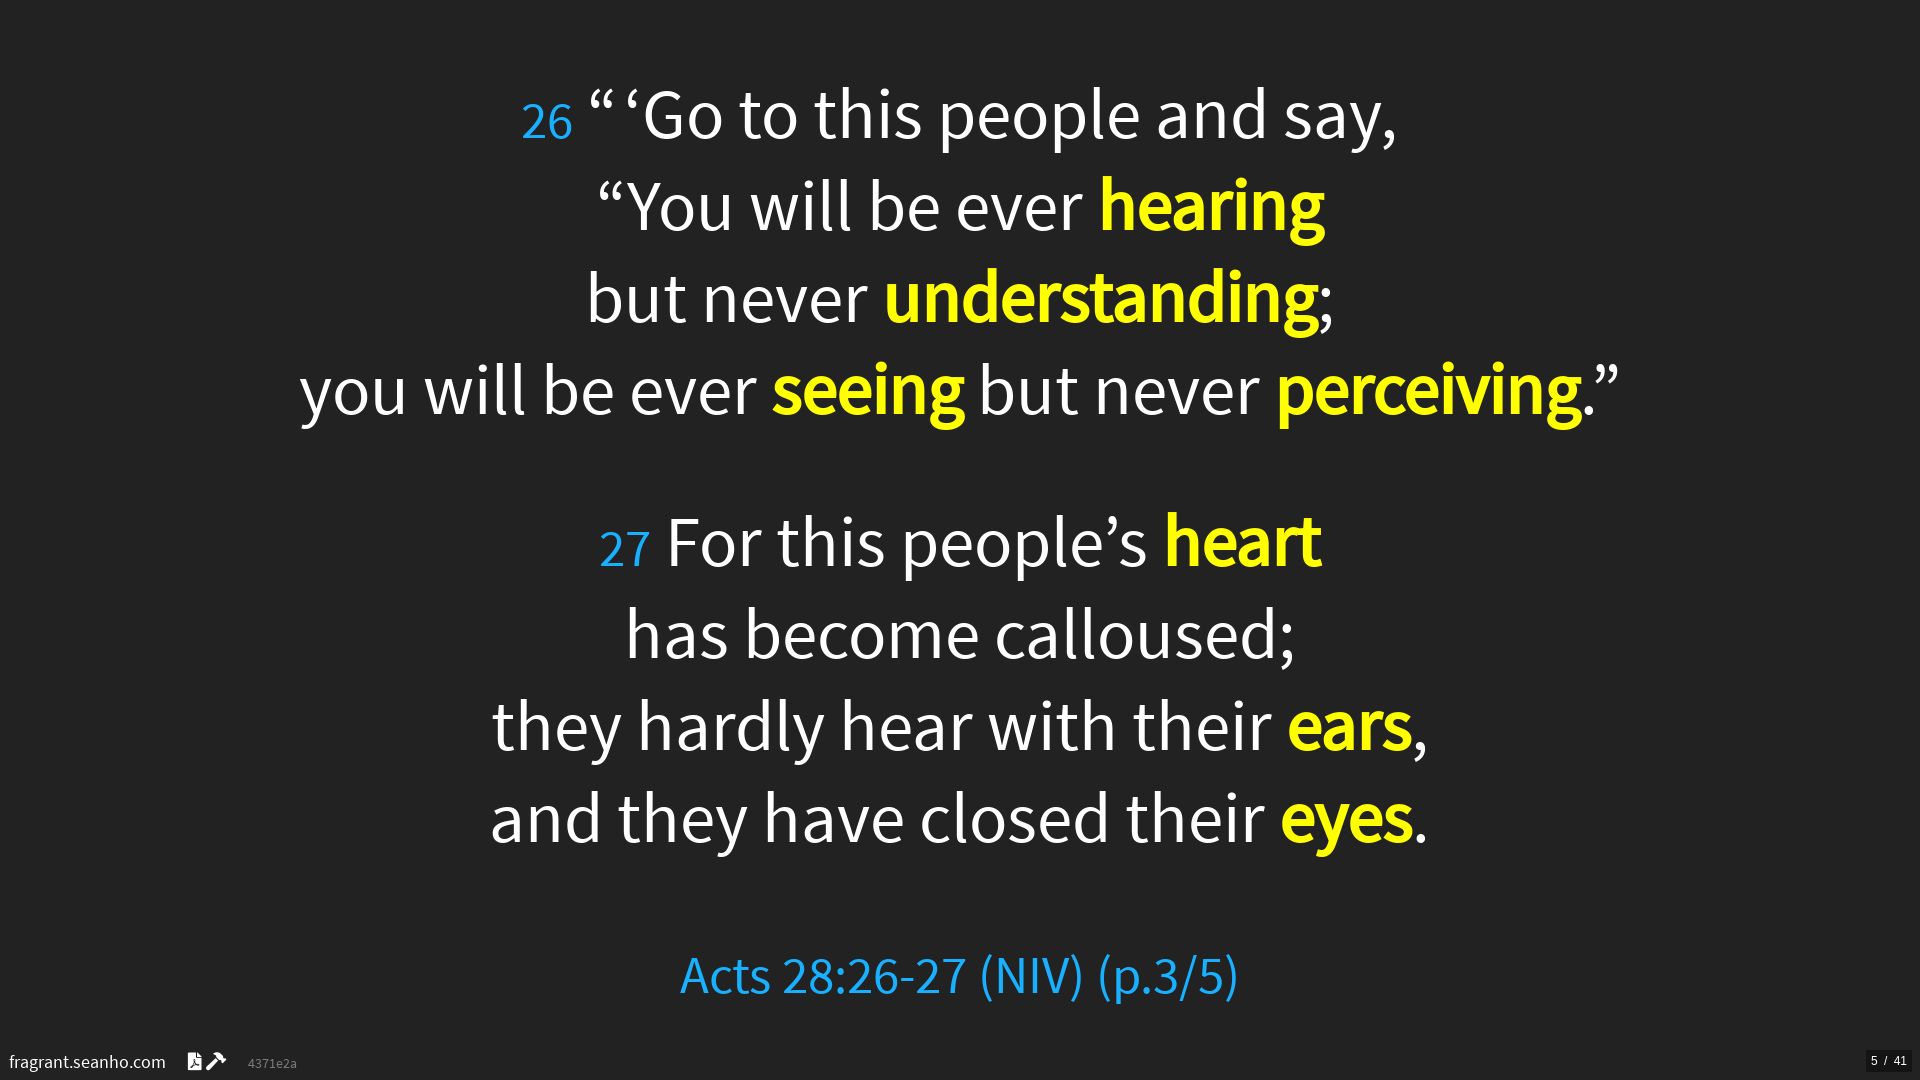 26 “ ‘Go to this people and say,
“You will be ever hearing
but never understanding;
you will be ever seeing but never perceiving.”
27 For this people’s heart
has become calloused;
they hardly hear with their ears,
and they have closed their eyes.
Acts 28:26-27 (NIV) (p.3/5)
fragrant.seanho.com 4371e2a
5 / 41